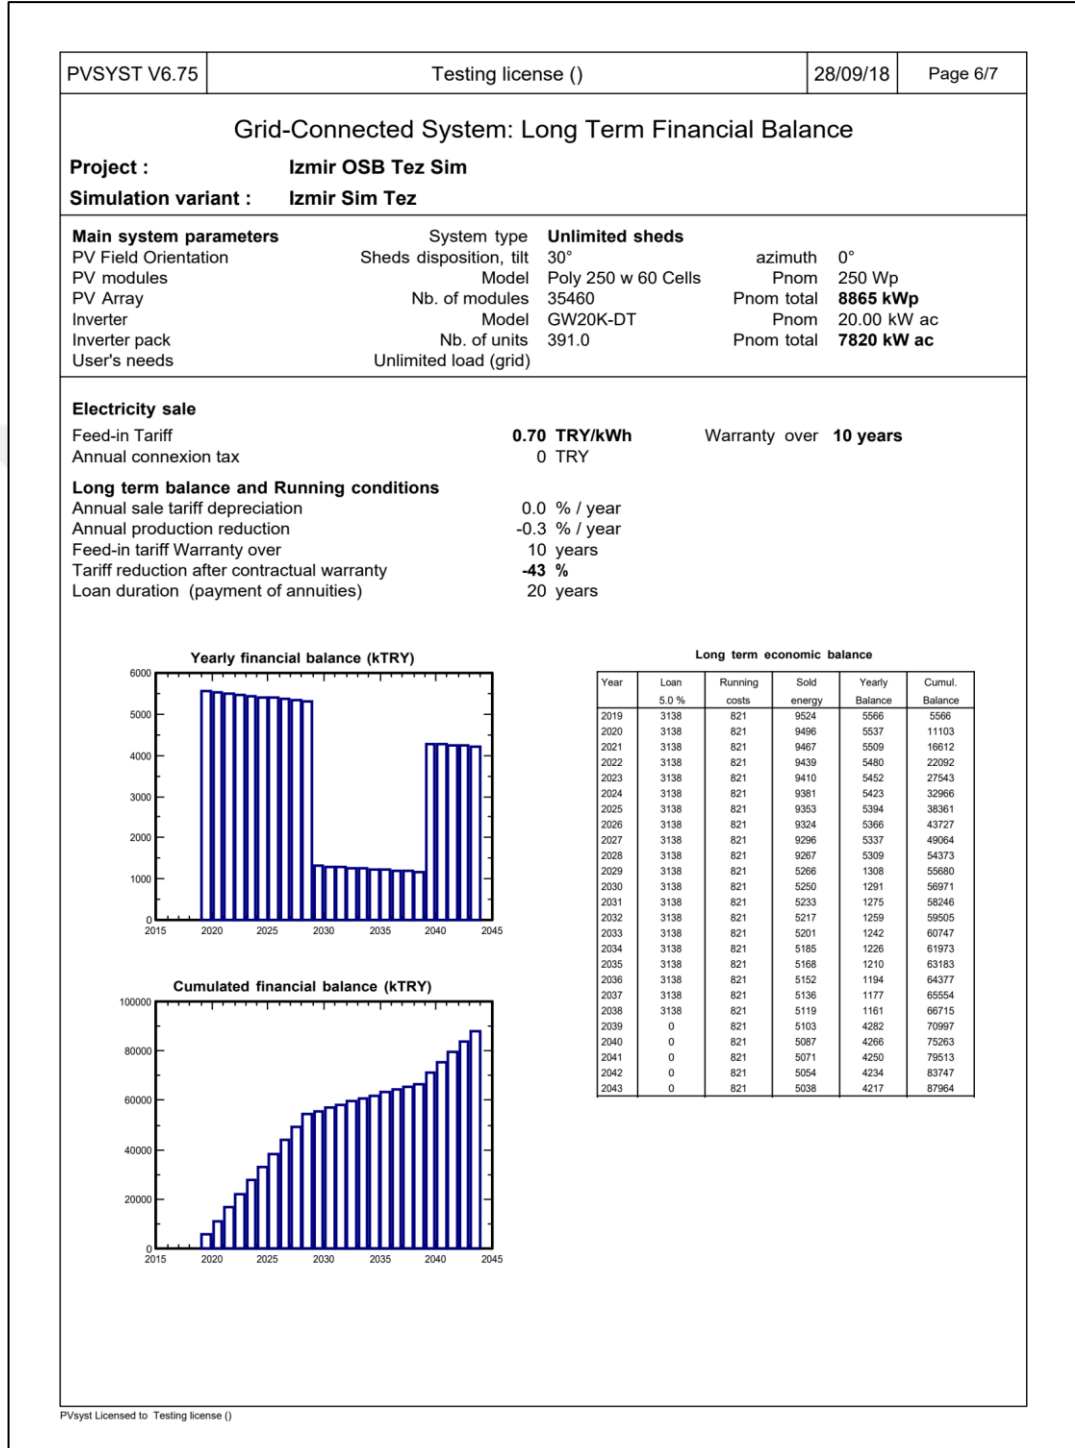 PVSYST V6.75 Testing license () 28/09/18 Page 6/7
Grid-Connected System: Long Term Financial Balance
Project : Izmir OSB Tez Sim
Simulation variant : Izmir Sim Tez
Main system parameters System type Unlimited sheds
PV Field Orientation Sheds disposition, tilt 30° azimuth 0°
PV modules Model Poly 250 w 60 Cells Pnom 250 Wp
PV Array Nb. of modules 35460 Pnom total 8865 kWp
Inverter Model GW20K-DT Pnom 20.00 kW ac
Inverter pack Nb. of units 391.0 Pnom total 7820 kW ac
User's needs Unlimited load (grid)
Electricity sale
Feed-in Tariff 0.70 TRY/kWh Warranty over 10 years
Annual connexion tax 0 TRY
Long term balance and Running conditions
Annual sale tariff depreciation 0.0 % / year
Annual production reduction -0.3 % / year
Feed-in tariff Warranty over 10 years
Tariff reduction after contractual warranty -43 %
Loan duration (payment of annuities) 20 years
Yearly financial balance (kTRY)
6000
5000
4000
3000
2000
1000
0
2015 2020 2025 2030 2035 2040 2045
Cumulated financial balance (kTRY)
100000
80000
60000
40000
20000
0
2015 2020 2025 2030 2035 2040 2045
Long term economic balance
Year Loan Running Sold Yearly Cumul.
5.0 % costs energy Balance Balance
2019 3138 821 9524 5566 5566
2020 3138 821 9496 5537 11103
2021 3138 821 9467 5509 16612
2022 3138 821 9439 5480 22092
2023 3138 821 9410 5452 27543
2024 3138 821 9381 5423 32966
2025 3138 821 9353 5394 38361
2026 3138 821 9324 5366 43727
2027 3138 821 9296 5337 49064
2028 3138 821 9267 5309 54373
2029 3138 821 5266 1308 55680
2030 3138 821 5250 1291 56971
2031 3138 821 5233 1275 58246
2032 3138 821 5217 1259 59505
2033 3138 821 5201 1242 60747
2034 3138 821 5185 1226 61973
2035 3138 821 5168 1210 63183
2036 3138 821 5152 1194 64377
2037 3138 821 5136 1177 65554
2038 3138 821 5119 1161 66715
2039 0 821 5103 4282 70997
2040 0 821 5087 4266 75263
2041 0 821 5071 4250 79513
2042 0 821 5054 4234 83747
2043 0 821 5038 4217 87964
PVsyst Licensed to Testing license ()